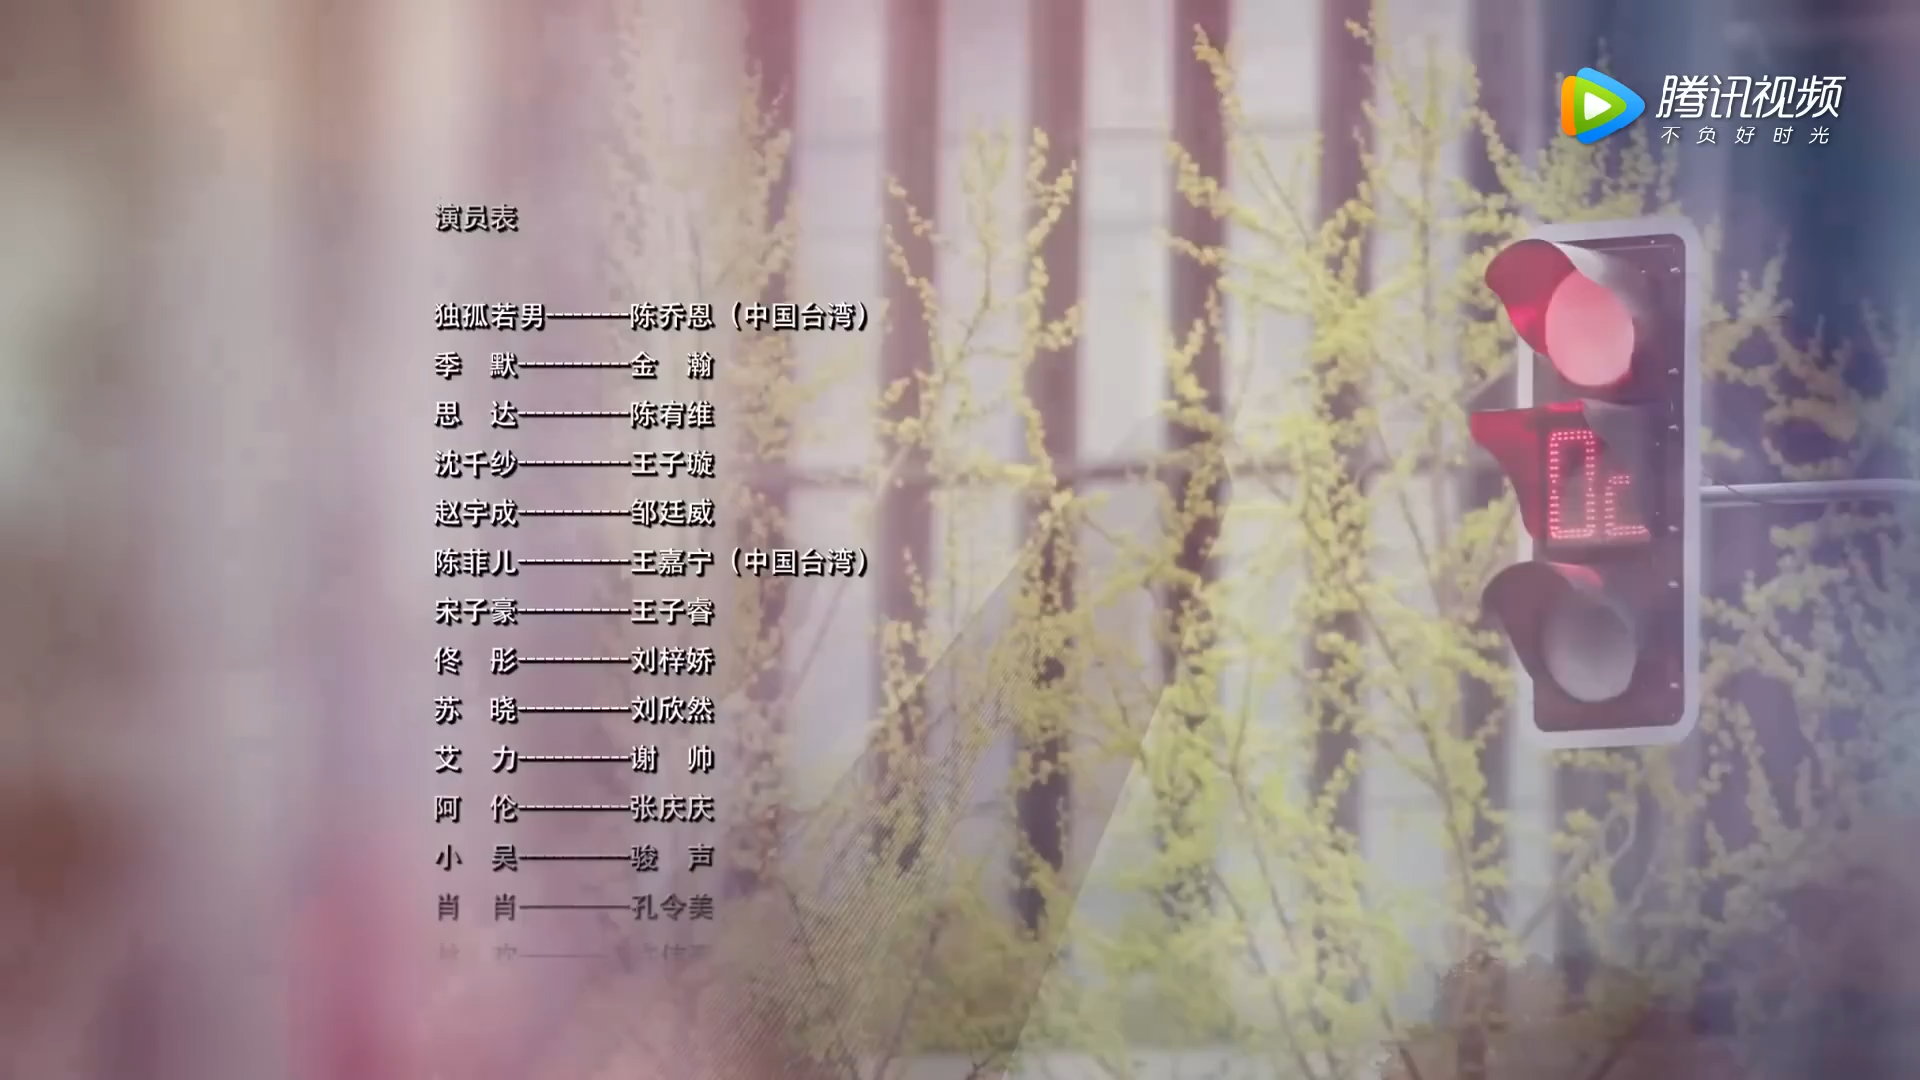 腾讯视频
不负好时光
演员表
独孤若男----------陈乔恩（中国台湾）
季　默-------------金　瀚
思　达-------------陈宥维
沈千纱-------------王子璇
赵宇成-------------邹廷威
陈菲儿-------------王嘉宁（中国台湾）
宋子豪-------------王子睿
佟　彤-------------刘梓娇
苏　晓-------------刘欣然
艾　力-------------谢　帅
阿　伦-------------张庆庆
小　吴-------------骏　声
肖　肖-------------孔令美